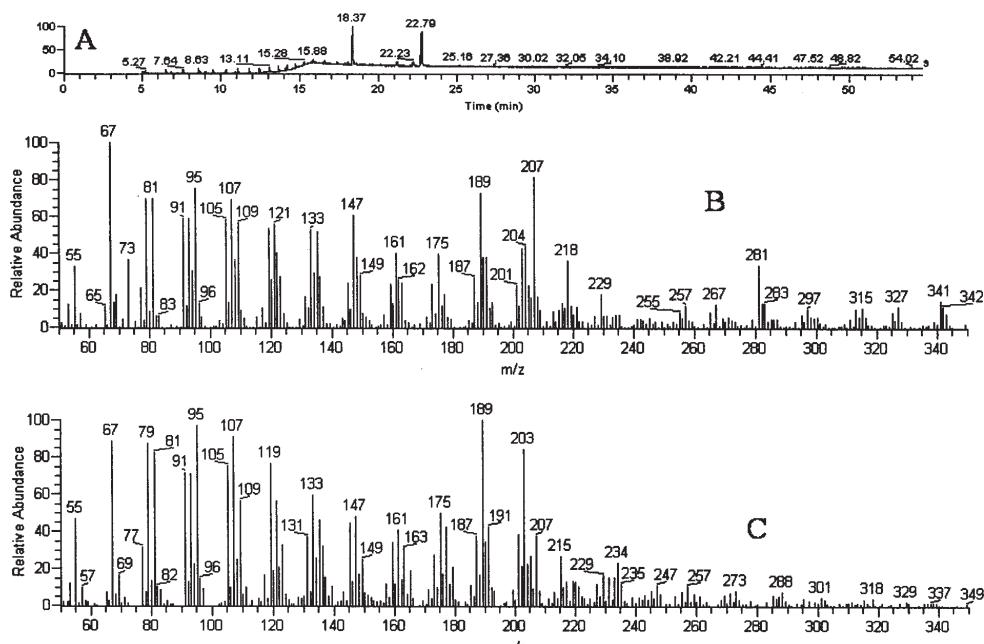 A
18.37
22.79
100
50
0
5.27 7.64 8.63 13.11 15.28 15.88 22.23 25.16 27.36 30.02 32.05 34.10 38.92 42.21 44.41 47.52 48.82 54.02 s
5 10 15 20 25 30 35 40 45 50
Time (min)
B
Relative Abundance
100
80
60
40
20
0
55 65 67 73 81 83 91 95 96 105 107 109 121 133 147 149 161 162 175 187 189 201 204 207 218 229 255 257 267 281 283 297 315 327 341 342
60 80 100 120 140 160 180 200 220 240 260 280 300 320 340
m/z
C
Relative Abundance
100
80
60
40
20
0
55 57 67 69 77 79 81 82 91 95 96 105 107 109 119 131 133 147 149 161 163 175 187 189 191 203 207 215 229 234 235 247 257 273 288 301 318 329 337 349
60 80 100 120 140 160 180 200 220 240 260 280 300 320 340